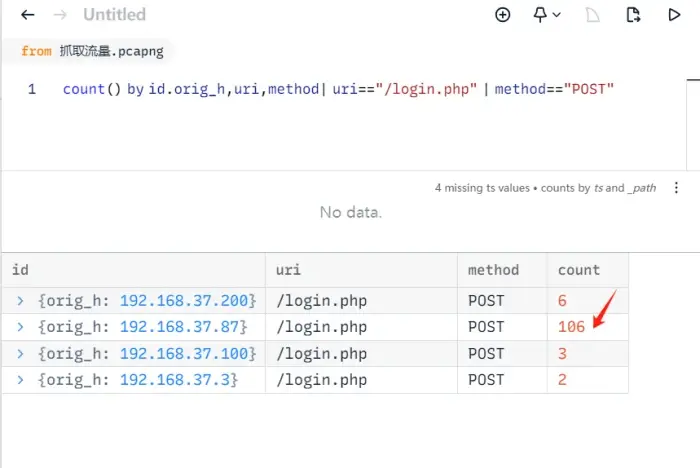 Untitled
from 抓取流量.pcapng
1 count() by id.orig_h,uri,method| uri=="/login.php" | method=="POST"
4 missing ts values • counts by ts and _path
No data.
id uri method count
> {orig_h: 192.168.37.200} /login.php POST 6
> {orig_h: 192.168.37.87} /login.php POST 106
> {orig_h: 192.168.37.100} /login.php POST 3
> {orig_h: 192.168.37.3} /login.php POST 2